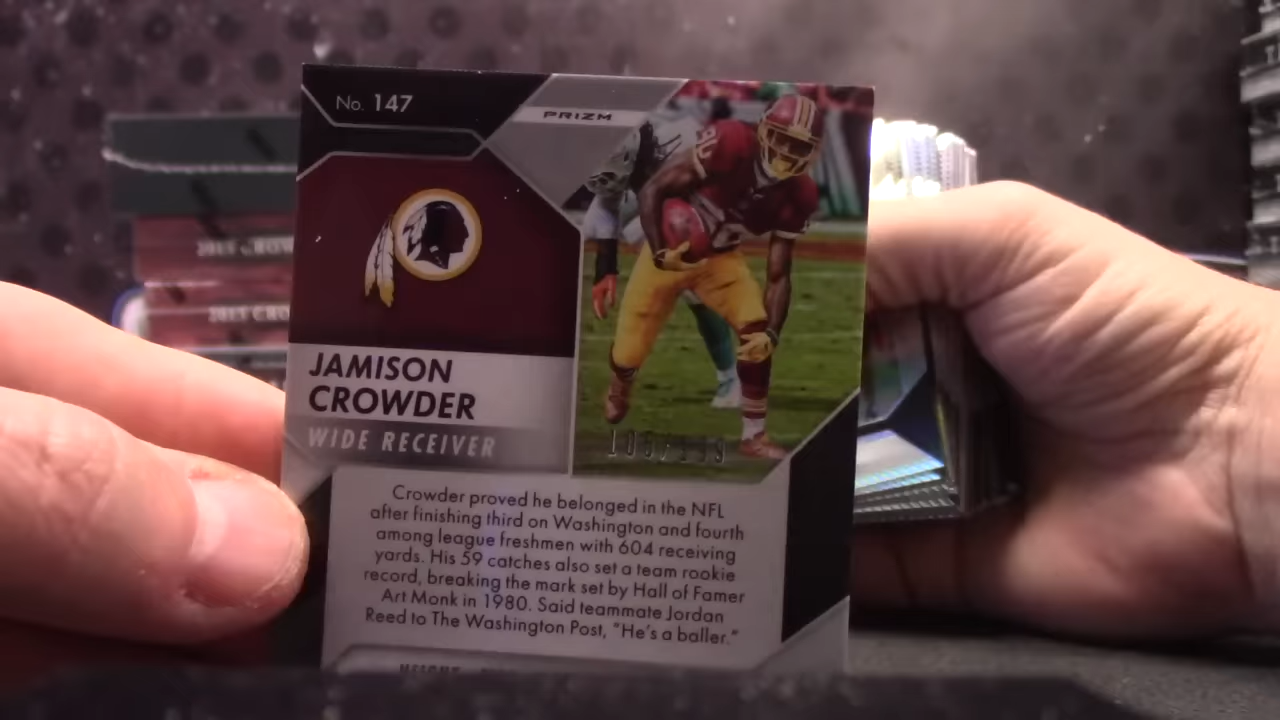 No. 147
PRIZM
JAMISON
CROWDER
WIDE RECEIVER
Crowder proved he belonged in the NFL
after finishing third on Washington and fourth
among league freshmen with 604 receiving
yards. His 59 catches also set a team rookie
record, breaking the mark set by Hall of Famer
Art Monk in 1980. Said teammate Jordan
Reed to The Washington Post, "He's a baller."